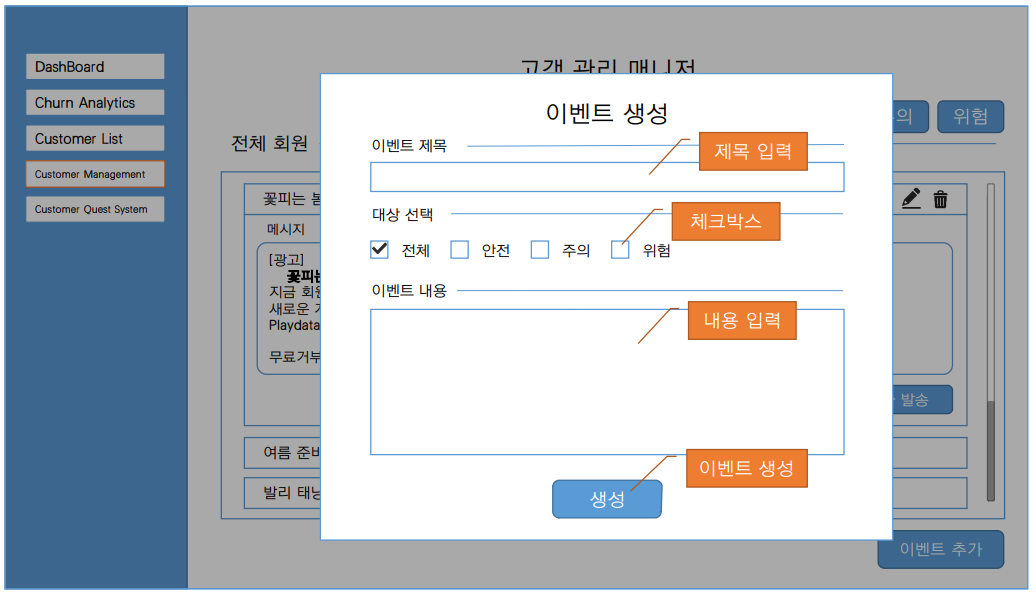 DashBoard
Churn Analytics
Customer List
Customer Management
Customer Quest System
고객 관리 매니저
위험
전체 회원
꽃피는
메시지
[광고]
꽃피는
지금 회원
새로운
Playdata
무료거부
발송
여름 준비
발리
이벤트 추가
이벤트 생성
이벤트 제목
제목 입력
대상 선택
체크박스
전체 안전 주의 위험
이벤트 내용
내용 입력
이벤트 생성
생성